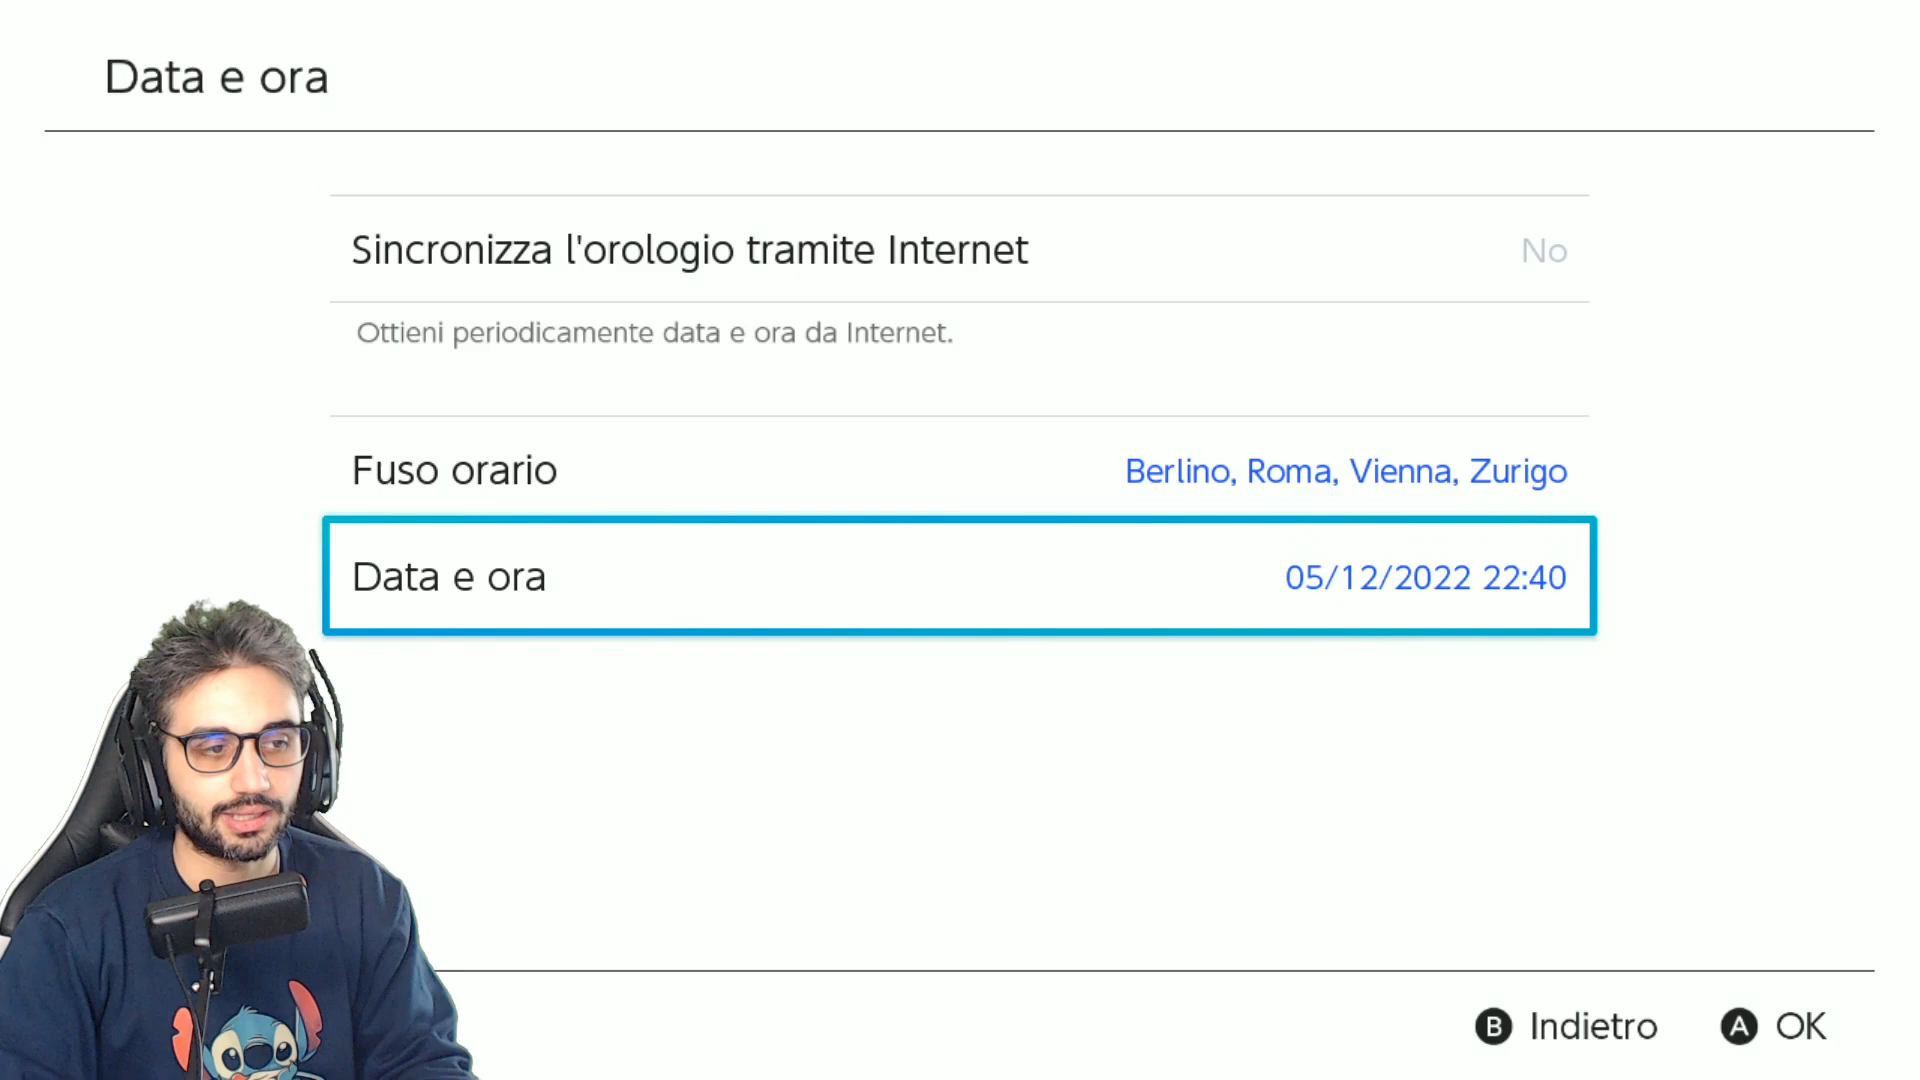 Data e ora
Sincronizza l'orologio tramite Internet No
Ottieni periodicamente data e ora da Internet.
Fuso orario Berlino, Roma, Vienna, Zurigo
Data e ora 05/12/2022 22:40
B Indietro A OK